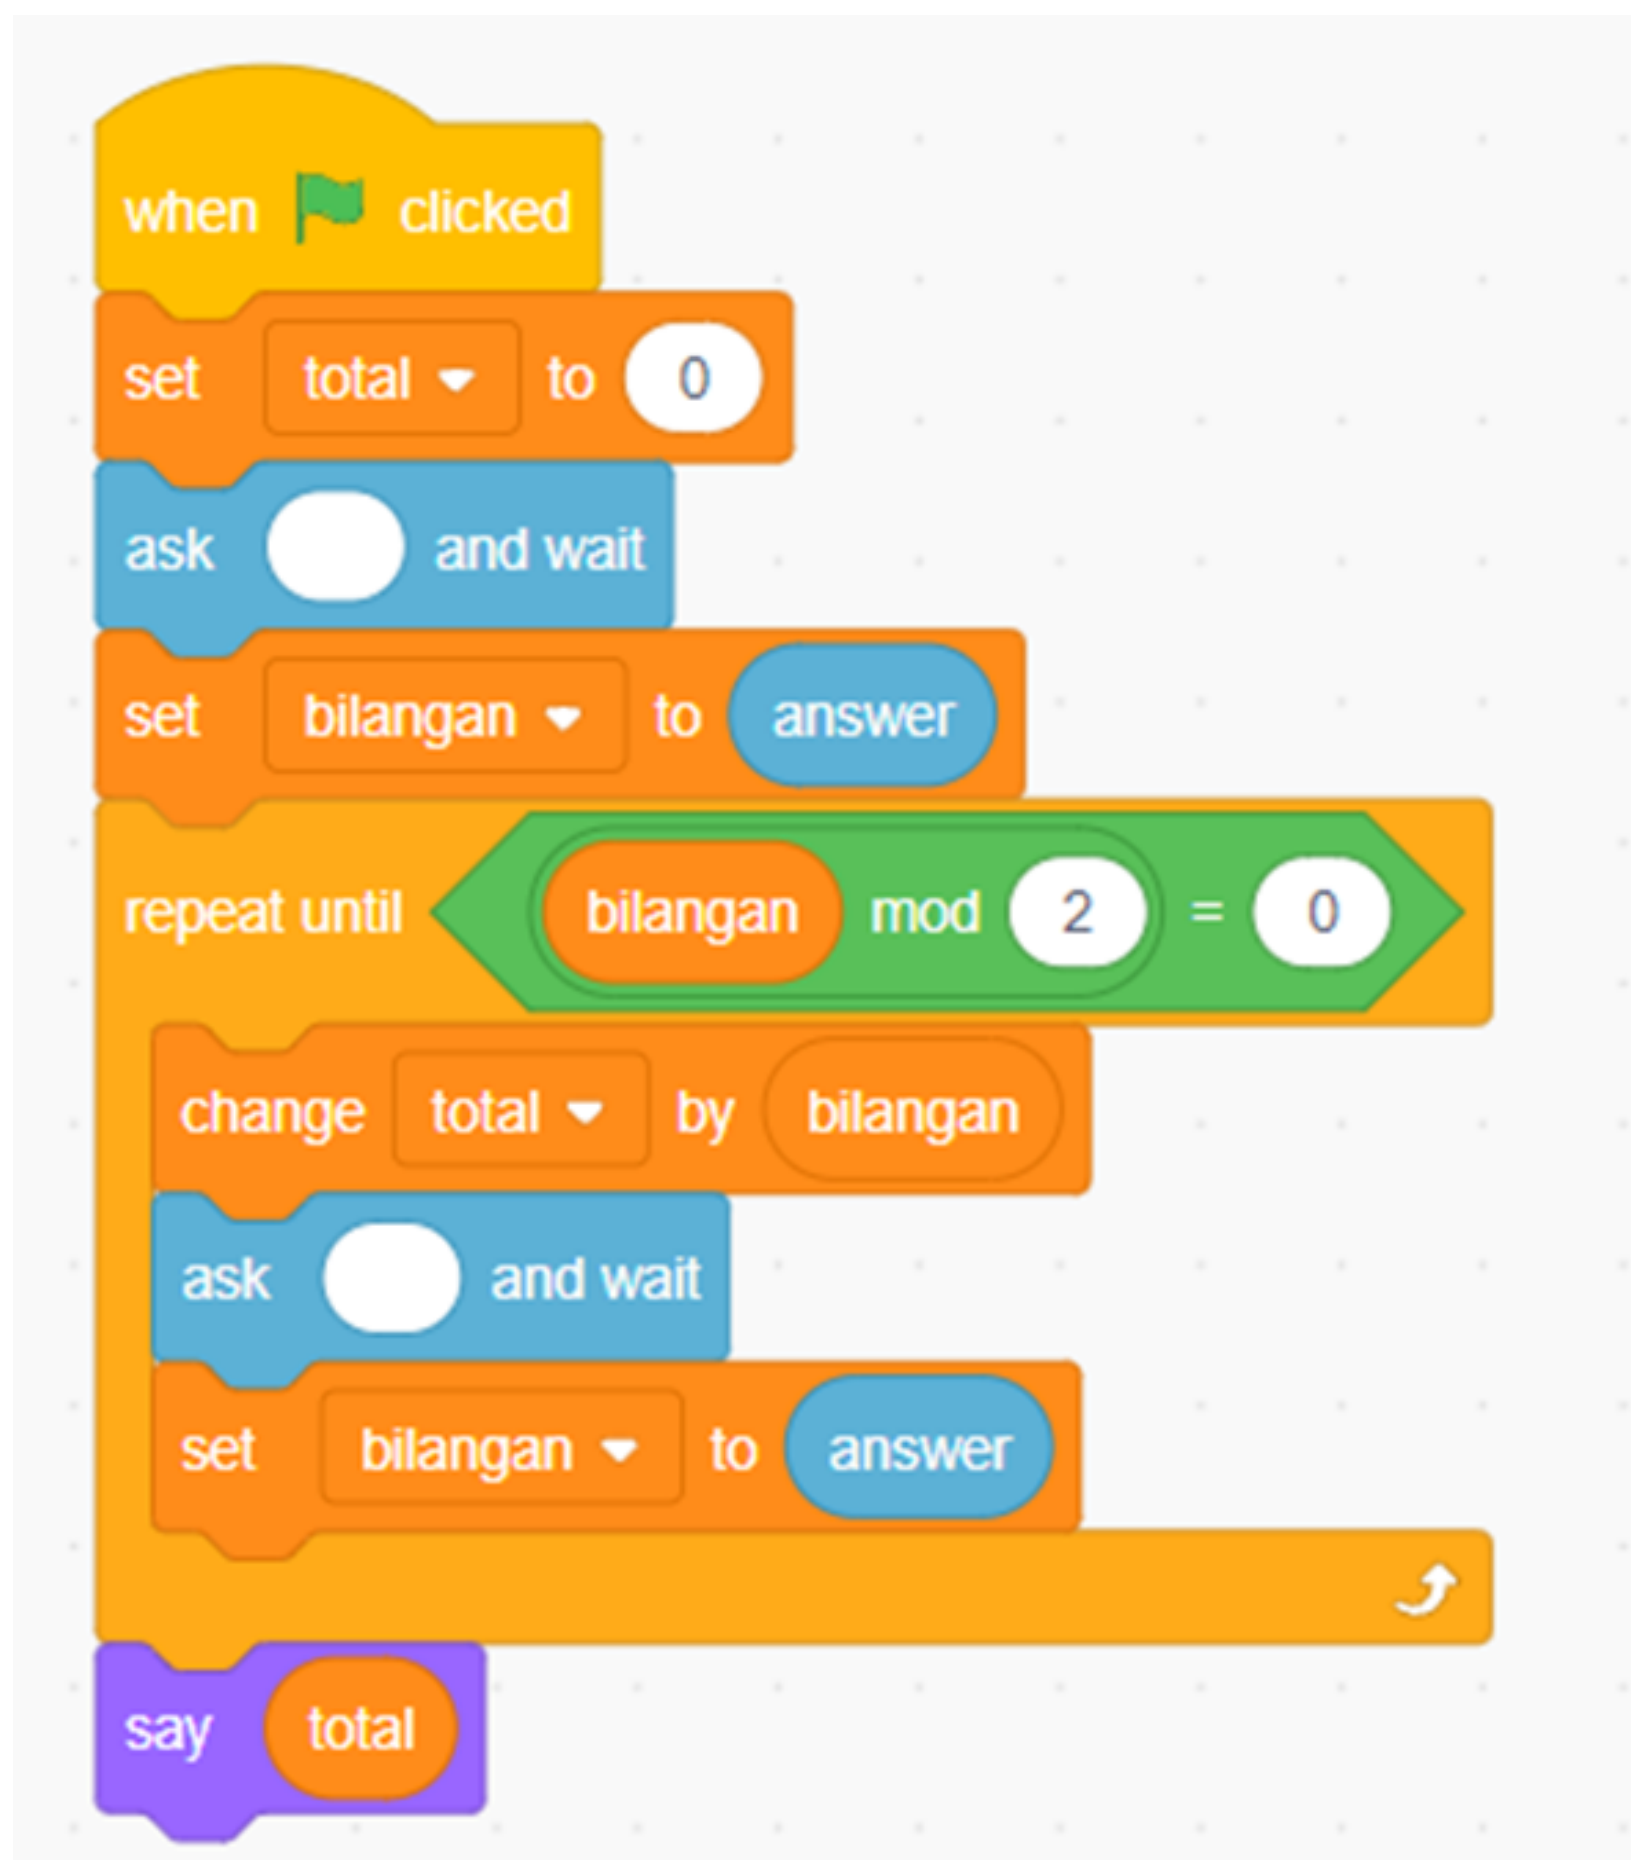 when clicked
set total to 0
ask and wait
set bilangan to answer
repeat until bilangan mod 2 = 0
change total by bilangan
ask and wait
set bilangan to answer
say total